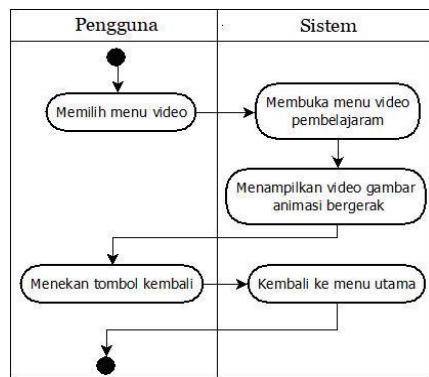 Pengguna
Sistem
Memilih menu video
Membuka menu video
pembelajaram
Menampilkan video gambar
animasi bergerak
Menekan tombol kembali
Kembali ke menu utama